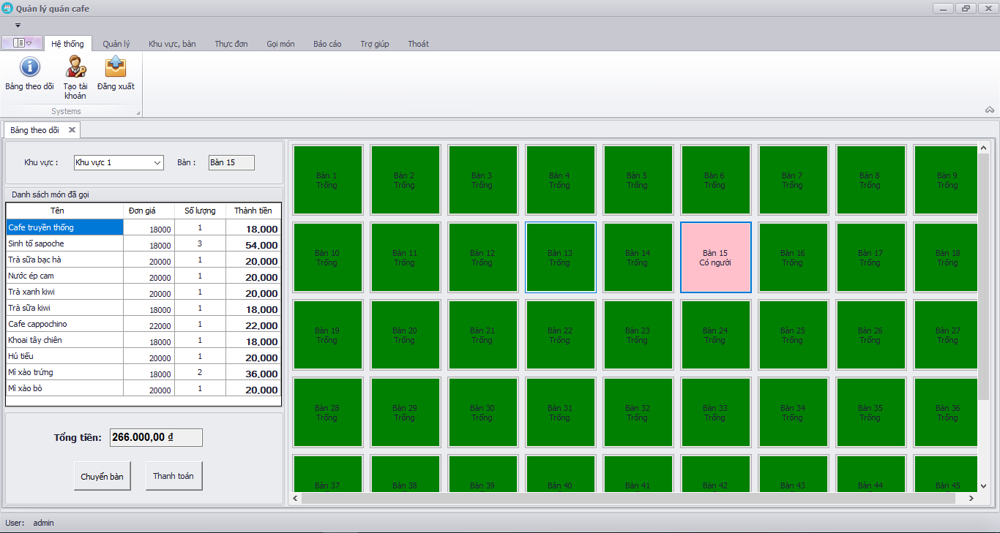 Quản lý quán cafe
Hệ thống Quản lý Khu vực, bàn Thực đơn Gọi món Báo cáo Trợ giúp Thoát
Bảng theo dõi Tạo tài khoản Đăng xuất
Systems
Bảng theo dõi
Khu vực : Khu vực 1 Bàn : Bàn 15
Danh sách món đã gọi
Tên Đơn giá Số lượng Thành tiền
Cafe truyền thống 18000 1 18.000
Sinh tố sapoche 18000 3 54.000
Trà sữa bạc hà 20000 1 20.000
Nước ép cam 20000 1 20.000
Trà xanh kiwi 20000 1 20.000
Trà sữa kiwi 18000 1 18.000
Cafe cappochino 22000 1 22.000
Khoai tây chiên 18000 1 18.000
Hủ tiếu 20000 1 20.000
Mì xào trứng 18000 2 36.000
Mì xào bò 20000 1 20.000
Tổng tiền: 266.000,00 ₫
Chuyển bàn Thanh toán
Bàn 1 Bàn 2 Bàn 3 Bàn 4 Bàn 5 Bàn 6 Bàn 7 Bàn 8 Bàn 9
Trống Trống Trống Trống Trống Trống Trống Trống Trống
Bàn 10 Bàn 11 Bàn 12 Bàn 13 Bàn 14 Bàn 15 Bàn 16 Bàn 17 Bàn 18
Trống Trống Trống Trống Trống Có người Trống Trống Trống
Bàn 19 Bàn 20 Bàn 21 Bàn 22 Bàn 23 Bàn 24 Bàn 25 Bàn 26 Bàn 27
Trống Trống Trống Trống Trống Trống Trống Trống Trống
Bàn 28 Bàn 29 Bàn 30 Bàn 31 Bàn 32 Bàn 33 Bàn 34 Bàn 35 Bàn 36
Trống Trống Trống Trống Trống Trống Trống Trống Trống
Bàn 37 Bàn 38 Bàn 39 Bàn 40 Bàn 41 Bàn 42 Bàn 43 Bàn 44 Bàn 45
User: admin